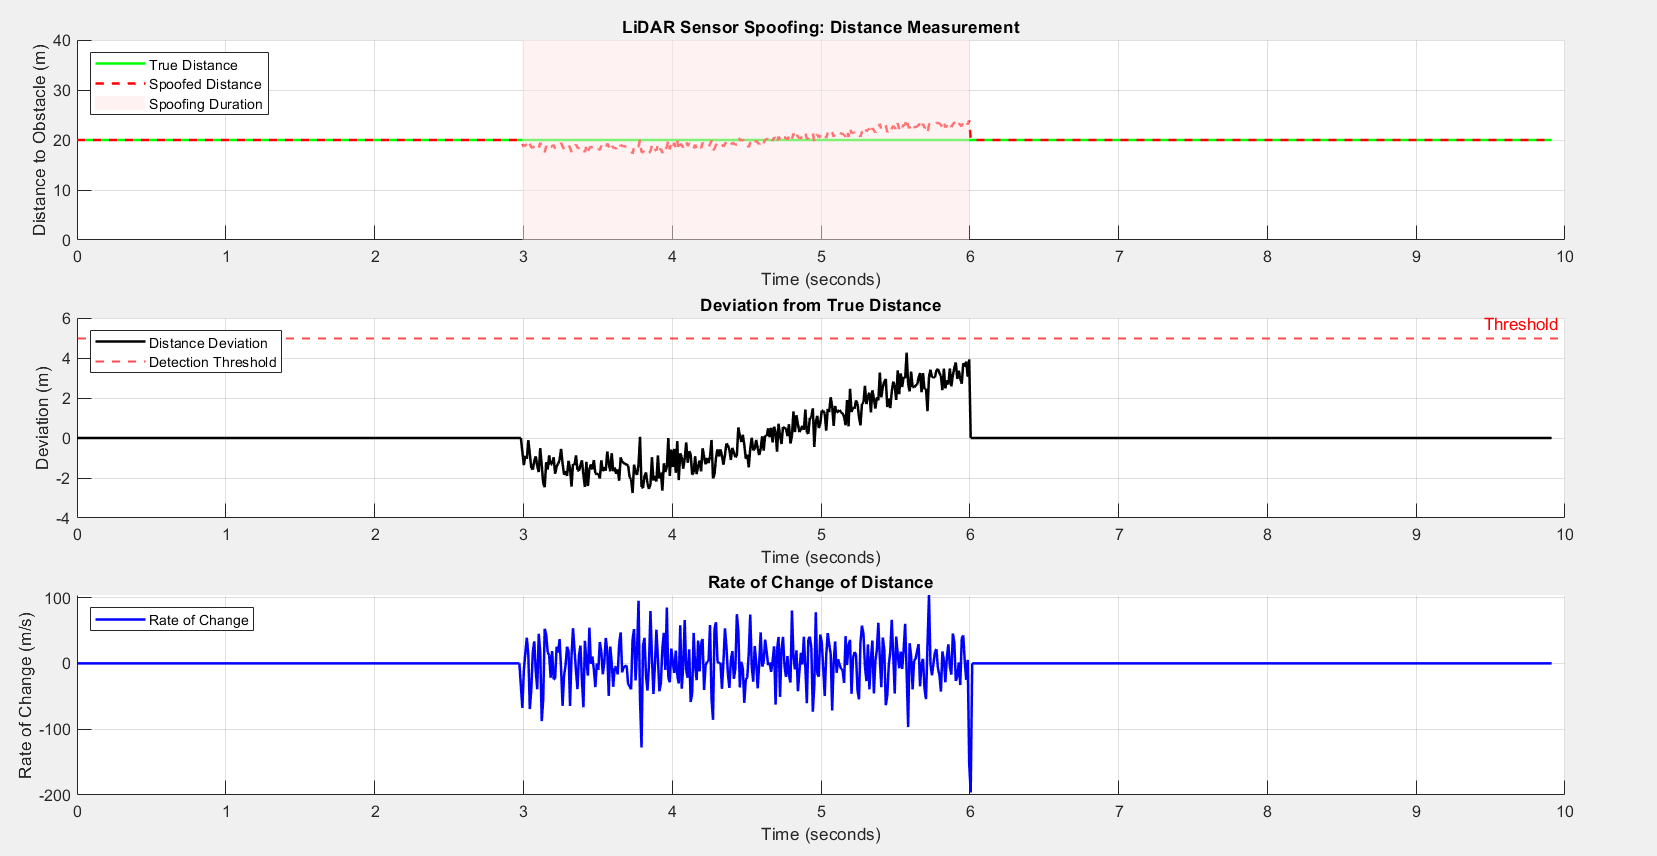 LiDAR Sensor Spoofing: Distance Measurement
40
30
20
10
0
Distance to Obstacle (m)
True Distance
Spoofed Distance
Spoofing Duration
0 1 2 3 4 5 6 7 8 9 10
Time (seconds)
Deviation from True Distance
6
4
2
0
-2
-4
Deviation (m)
Distance Deviation
Detection Threshold
Threshold
0 1 2 3 4 5 6 7 8 9 10
Time (seconds)
Rate of Change of Distance
100
0
-100
-200
Rate of Change (m/s)
Rate of Change
0 1 2 3 4 5 6 7 8 9 10
Time (seconds)